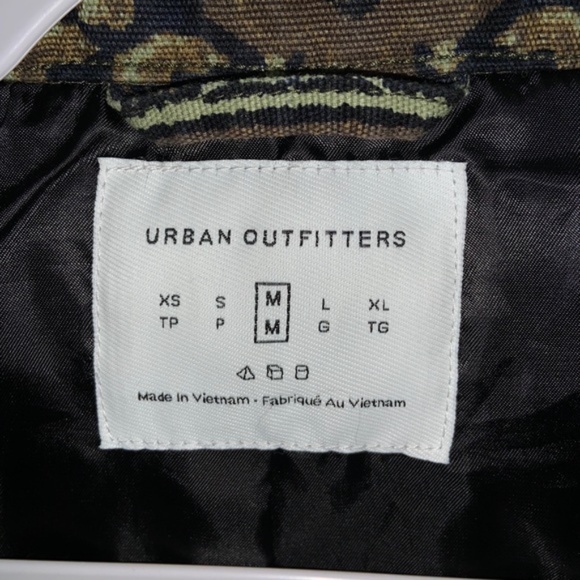 URBAN OUTFITTERS
XS S M L XL
TP P M G TG
Made In Vietnam • Fabriqué Au Vietnam